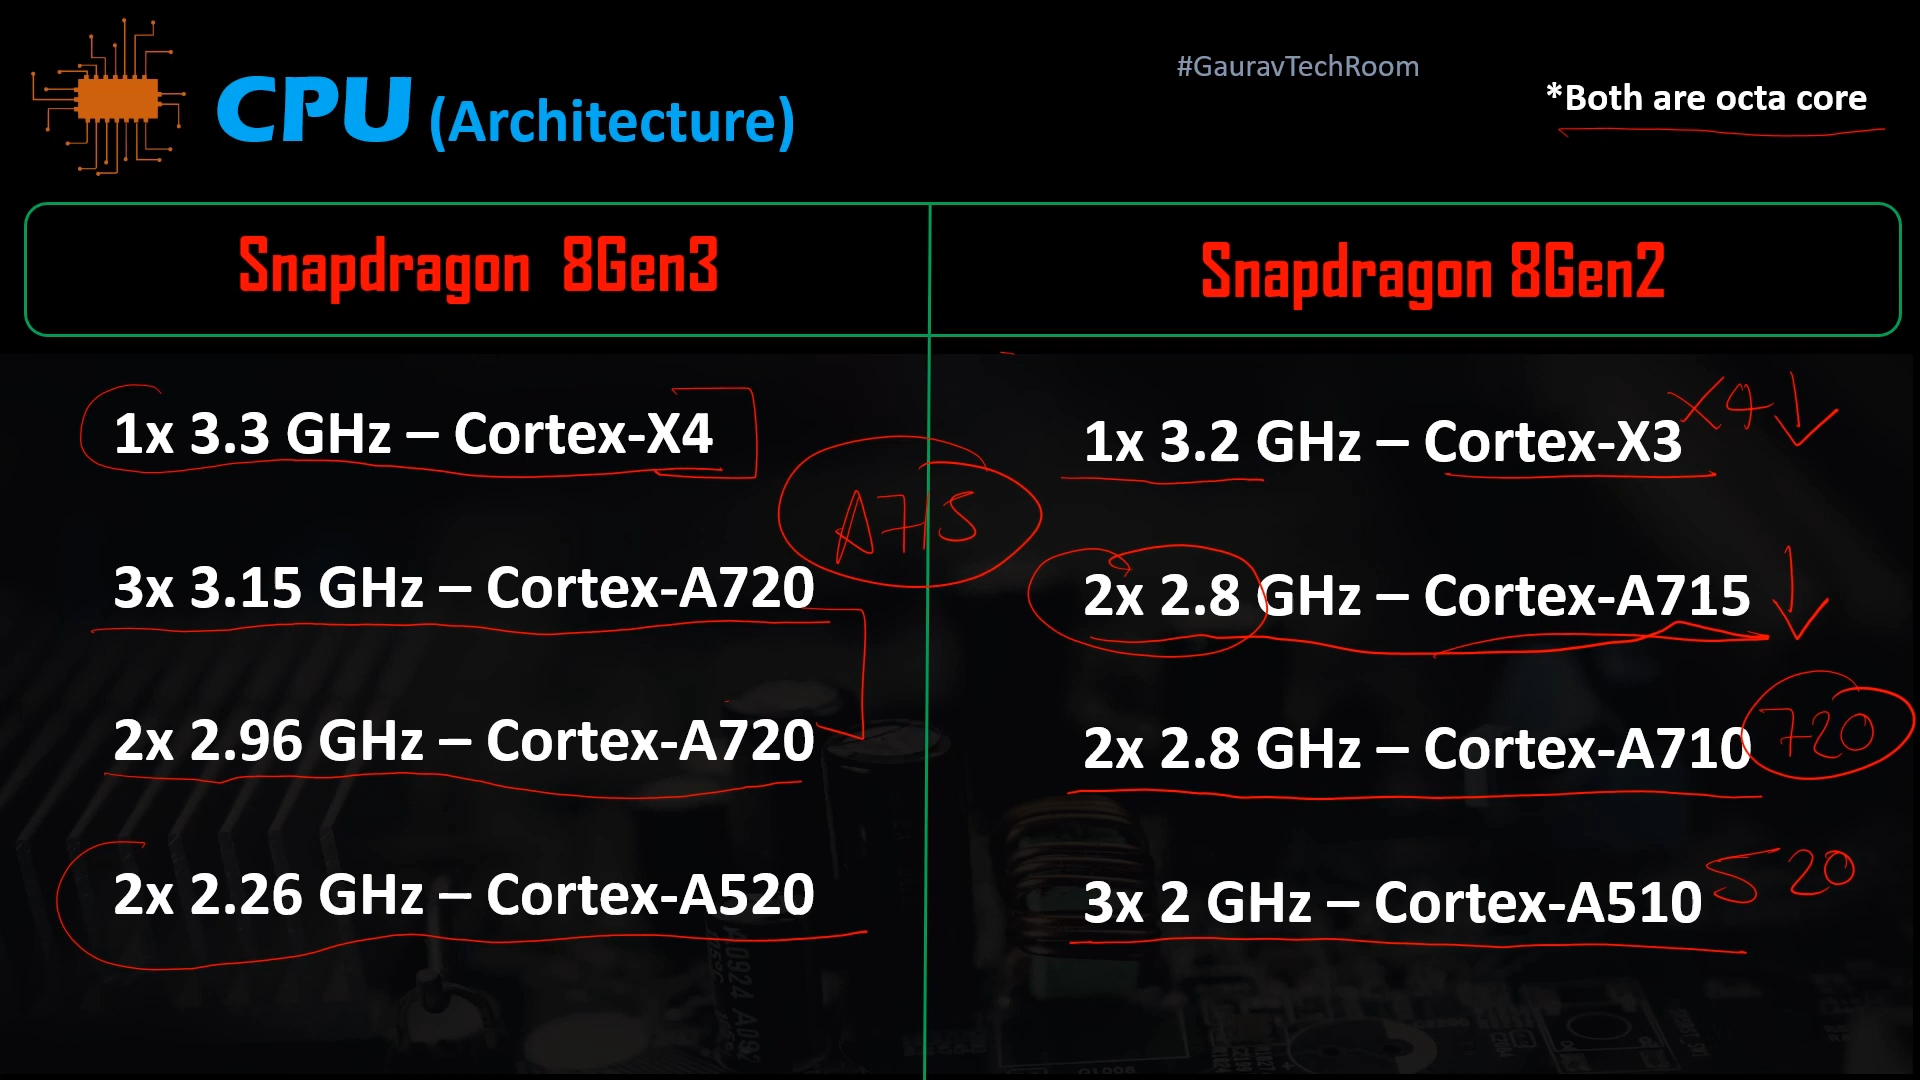 #GauravTechRoom
*Both are octa core
CPU (Architecture)
Snapdragon 8Gen3
Snapdragon 8Gen2
1x 3.3 GHz – Cortex-X4
3x 3.15 GHz – Cortex-A720
2x 2.96 GHz – Cortex-A720
2x 2.26 GHz – Cortex-A520
A715
1x 3.2 GHz – Cortex-X3
X4
2x 2.8 GHz – Cortex-A715
2x 2.8 GHz – Cortex-A710
720
3x 2 GHz – Cortex-A510
520